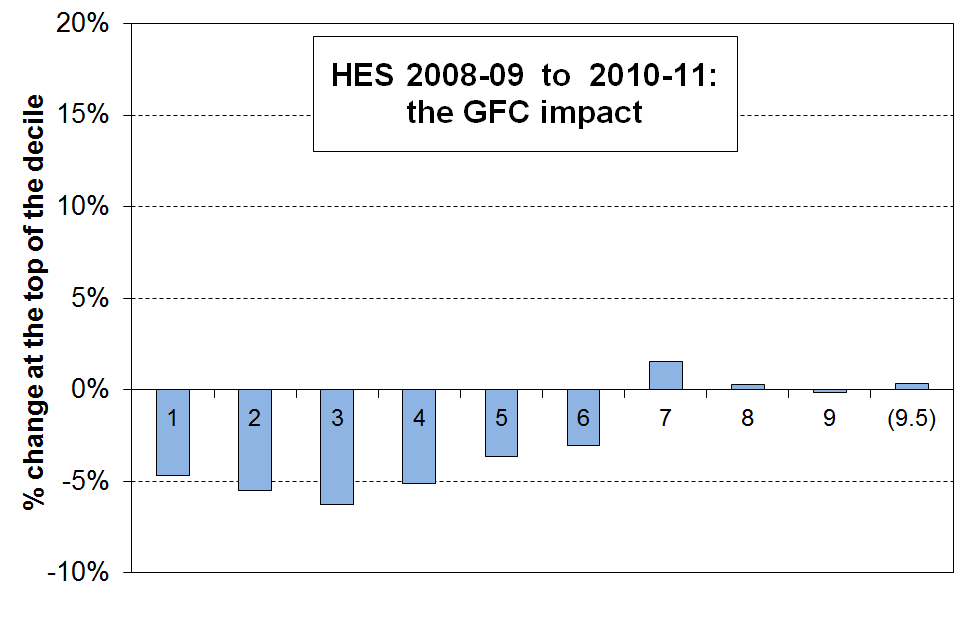 20%
HES 2008-09 to 2010-11:
the GFC impact
15%
10%
5%
0%
-5%
-10%
% change at the top of the decile
1 2 3 4 5 6 7 8 9 (9.5)